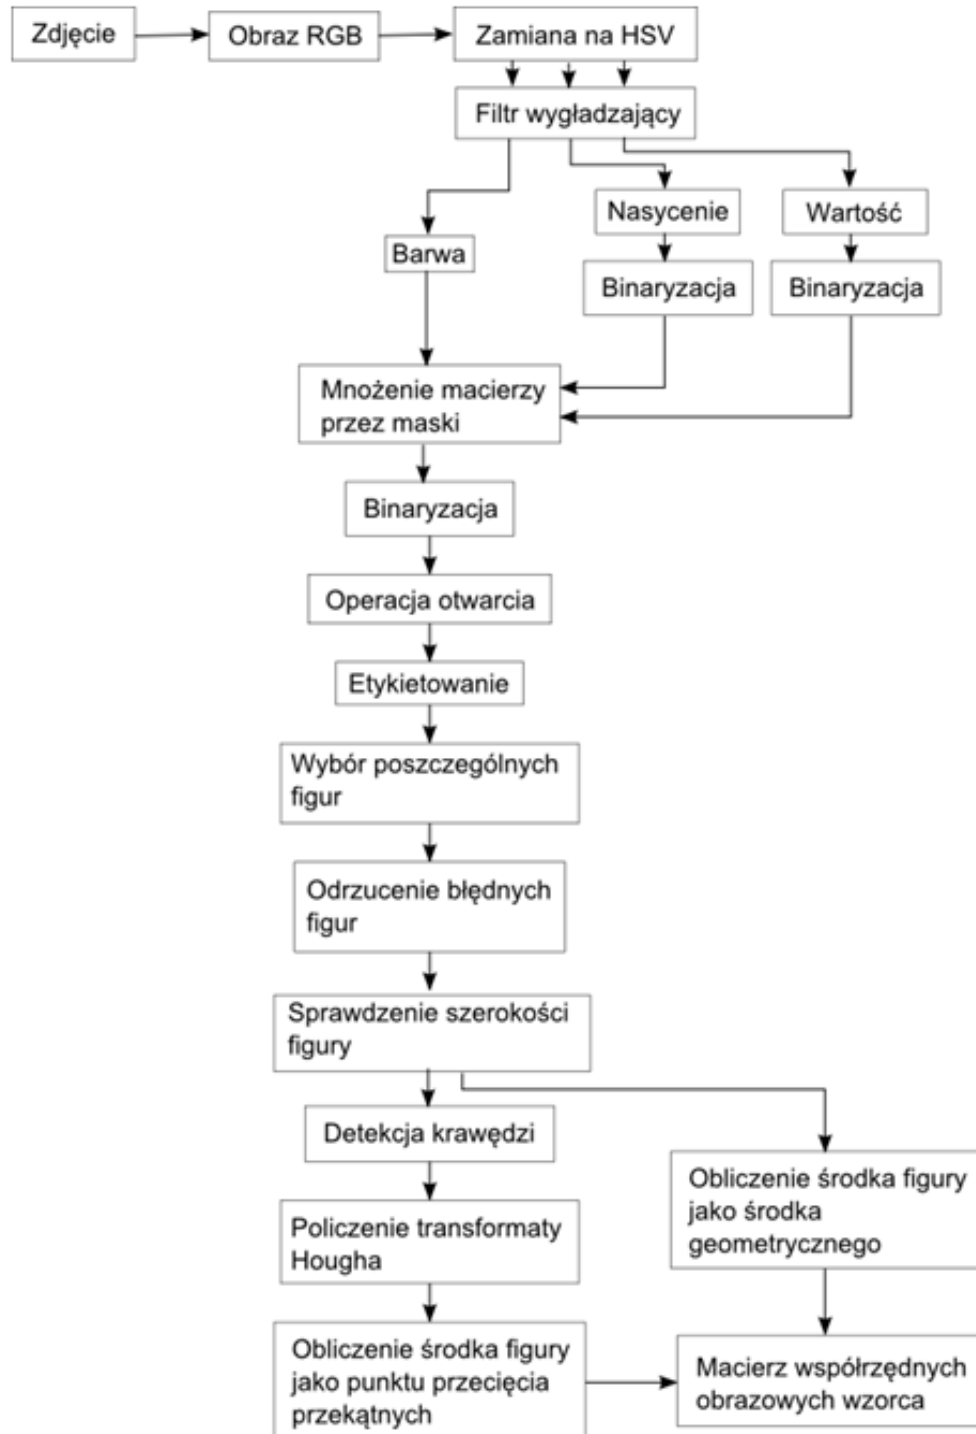 Zdjęcie
Obraz RGB
Zamiana na HSV
Filtr wygładzający
Nasycenie
Wartość
Barwa
Binaryzacja
Binaryzacja
Mnożenie macierzy
przez maski
Binaryzacja
Operacja otwarcia
Etykietowanie
Wybór poszczególnych
figur
Odrzucenie błędnych
figur
Sprawdzenie szerokości
figury
Detekcja krawędzi
Obliczenie środka figury
jako środka
geometrycznego
Policzenie transformaty
Hougha
Obliczenie środka figury
jako punktu przecięcia
przekątnych
Macierz współrzędnych
obrazowych wzorca